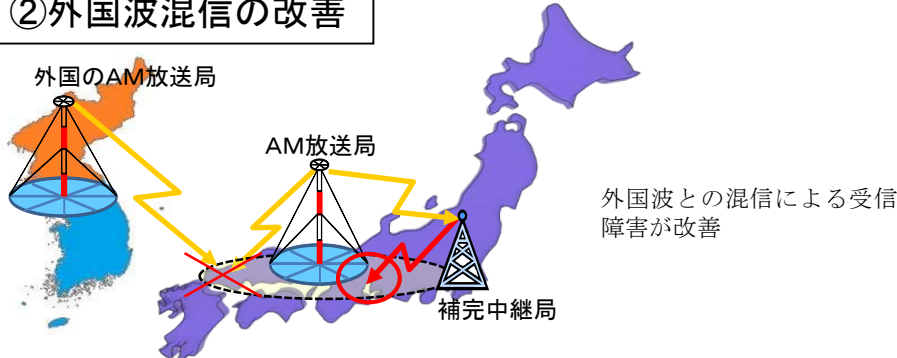 ②外国波混信の改善
外国のAM放送局
AM放送局
外国波との混信による受信
障害が改善
補完中継局